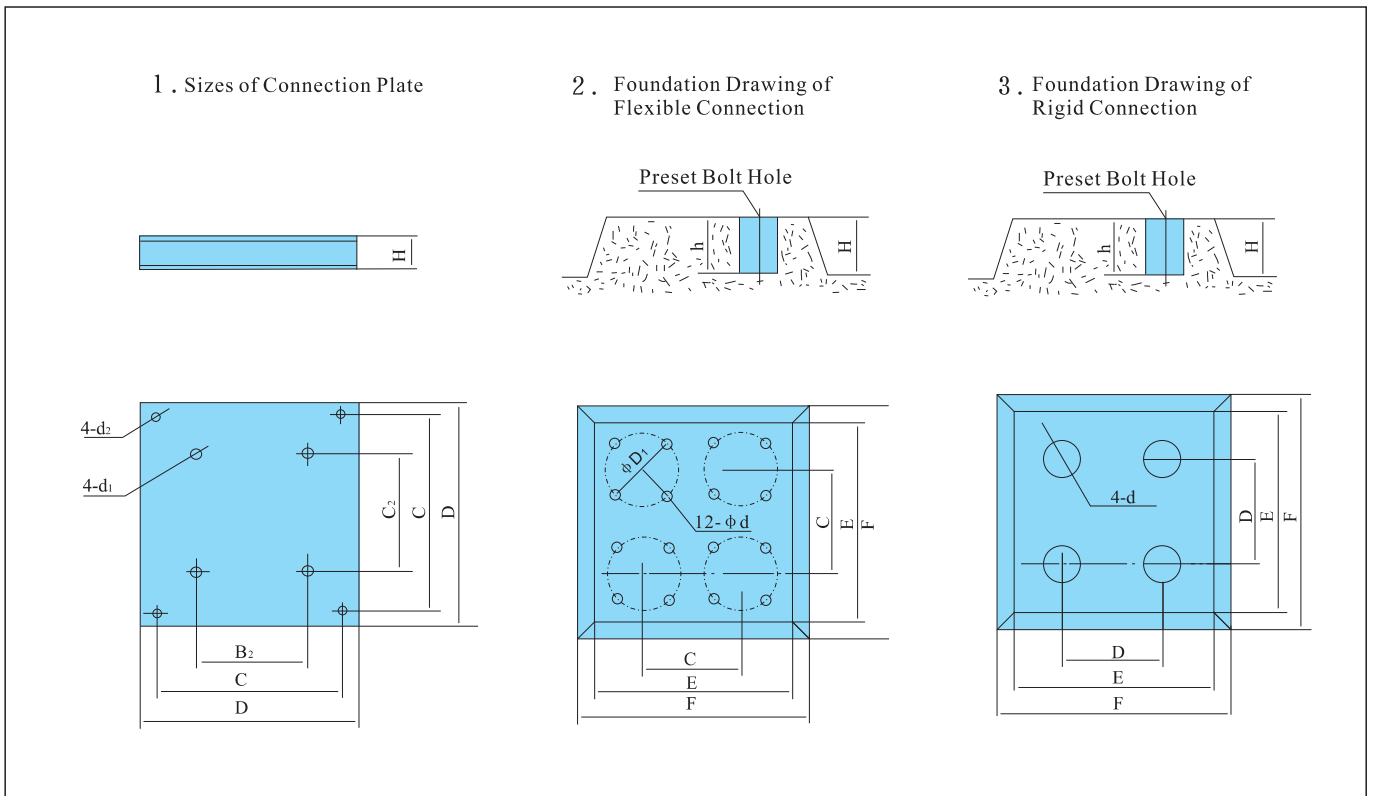 1. Sizes of Connection Plate
H
4-d2
4-d1
C2
C
D
B2
C
D
2. Foundation Drawing of
Flexible Connection
Preset Bolt Hole
h
H
ΦD1
12-Φd
C
E
F
C
E
F
3. Foundation Drawing of
Rigid Connection
Preset Bolt Hole
h
H
4-d
D
E
F
D
E
F